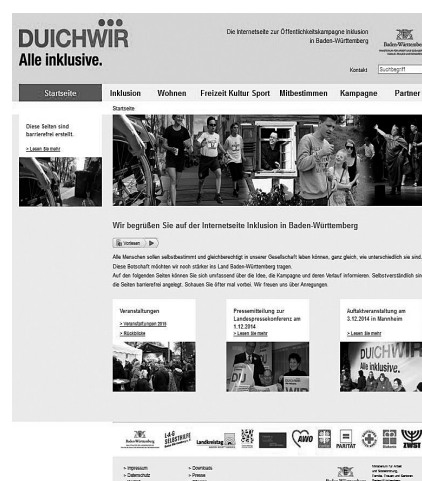 DUICHWIR
Alle inklusive.
Die Internetseite zur Öffentlichkeitskampagne Inklusion
in Baden-Württemberg
Baden-Württemberg
Kontakt
Suchbegriff
Startseite
Inklusion
Wohnen
Freizeit Kultur Sport
Mitbestimmen
Kampagne
Partner
Startseite
Diese Seiten sind
barrierefrei erstellt.
> Lesen Sie mehr
Wir begrüßen Sie auf der Internetseite Inklusion in Baden-Württemberg
Vorlesen
Alle Menschen sollen selbstbestimmt und gleichberechtigt in unserer Gesellschaft leben können, ganz gleich, wie unterschiedlich sie sind.
Diese Botschaft möchten wir noch stärker ins Land Baden-Württemberg tragen.
Auf den folgenden Seiten können Sie sich umfassend über die Idee, die Kampagne und deren Verlauf informieren. Selbstverständlich sin
die Seiten barrierefrei angelegt. Schauen Sie öfter mal vorbei. Wir freuen uns über Anregungen.
Veranstaltungen
> Veranstaltungen 2015
> Rückblicke
Pressemitteilung zur
Landespressekonferenz am
1.12.2014
> Lesen Sie mehr
Auftaktveranstaltung am
3.12.2014 in Mannheim
> Lesen Sie mehr
DUICHWIR
Alle inklusive.
Baden-Württemberg
LAG
SELBSTHILFE
Landkreistag
AWO
PARITÄT
ZWST
> Impressum
> Datenschutz
> Downloads
> Presse
Baden-Württemberg